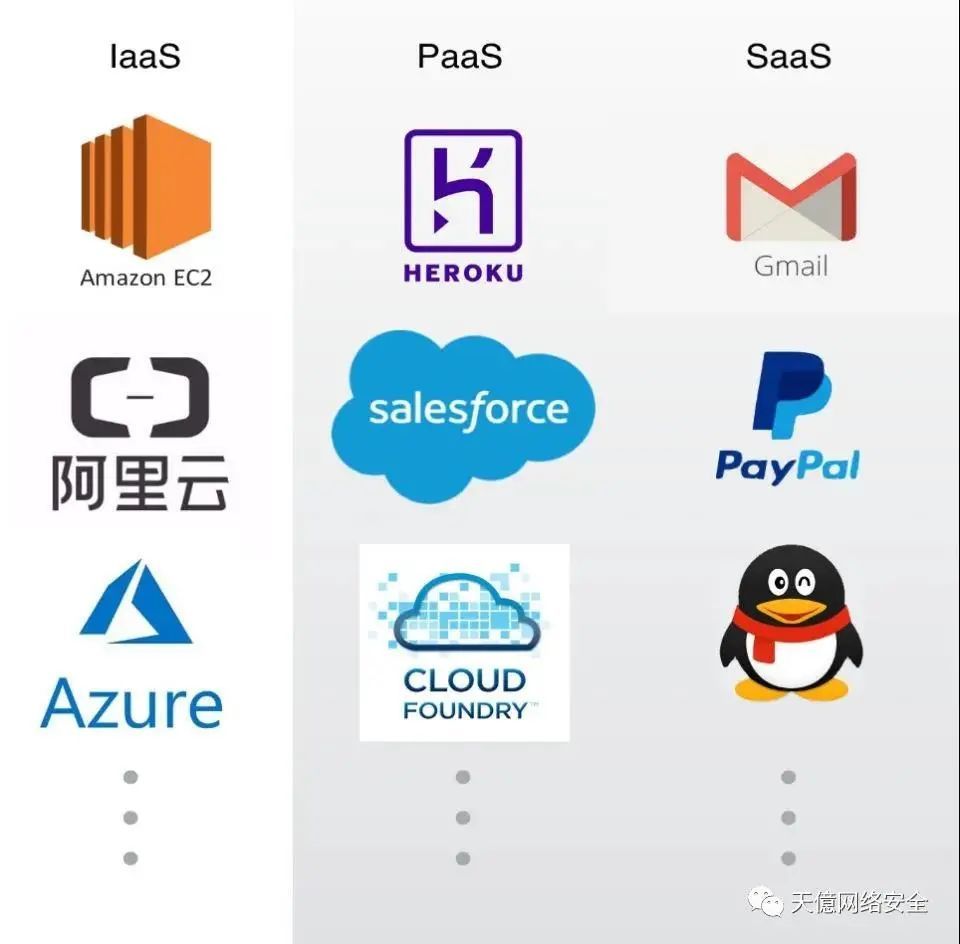 IaaS
PaaS
SaaS
Amazon EC2
HEROKU
Gmail
阿里云
salesforce
PayPal
Azure
CLOUD
FOUNDRY™
天億网络安全